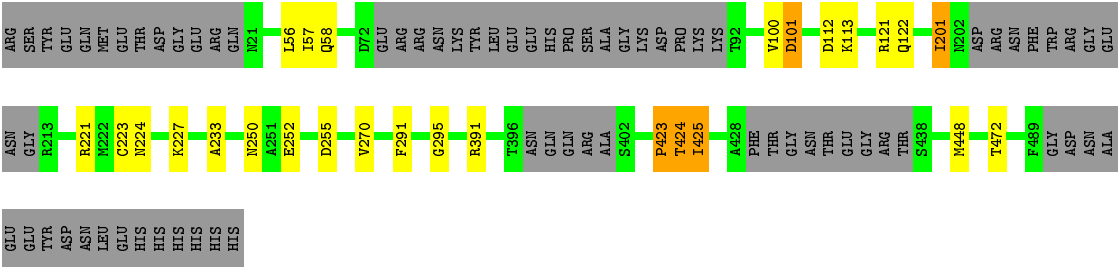 ARG SER TYR GLU GLN MET GLU THR ASP GLY GLU ARG GLN N21 L56 I57 Q58 D72 GLU ARG ARG ASN LYS TYR LEU GLU GLU HIS PRO SER ALA GLY LYS ASP PRO LYS LYS T92 V100 D101 D112 K113 R121 Q122 I201 N202 ASP ARG ASN PHE TRP ARG GLY GLU
ASN GLY R213 R221 M222 C223 N224 K227 A233 N250 A251 E252 D255 V270 F291 G295 R391 T396 ASN GLN GLN ARG ALA S402 P423 T424 I425 A428 PHE THR GLY ASN THR GLU GLY ARG THR S438 M448 T472 F489 GLY ASP ASN ALA
GLU GLU TYR ASP ASN LEU GLU HIS HIS HIS HIS HIS HIS